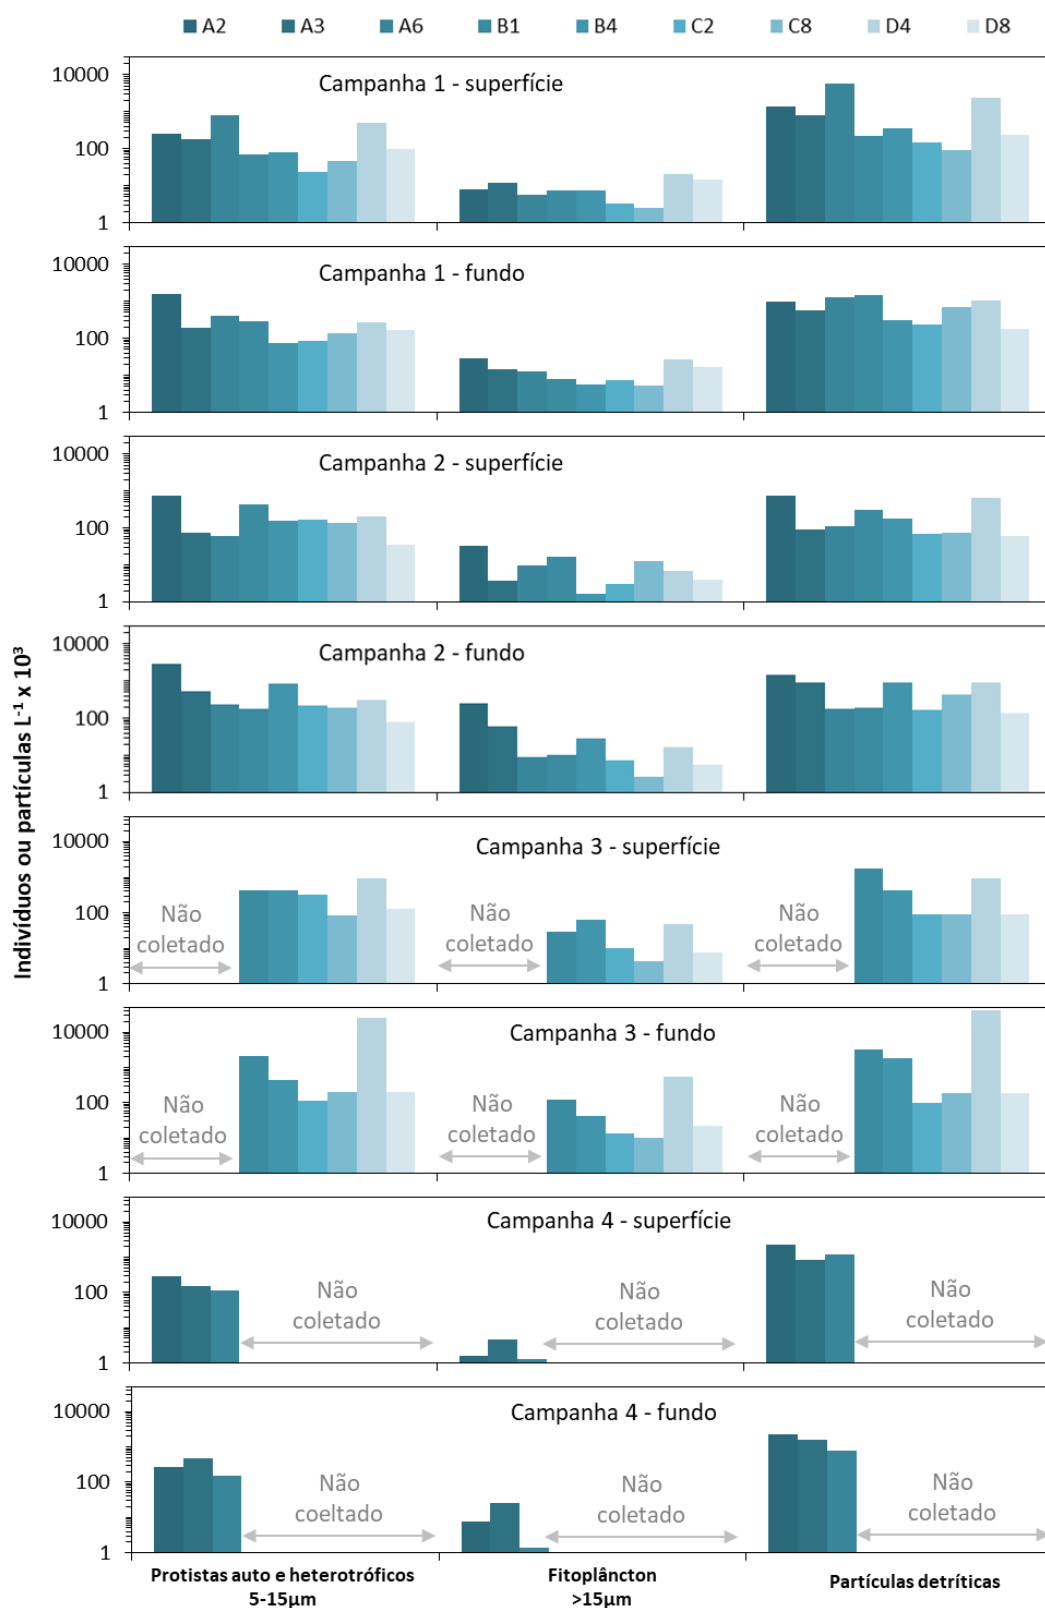 A2 A3 A6 B1 B4 C2 C8 D4 D8
Indivíduos ou partículas L⁻¹ x 10³
Campanha 1 - superfície
10000
100
1
Campanha 1 - fundo
10000
100
1
Campanha 2 - superfície
10000
100
1
Campanha 2 - fundo
10000
100
1
Campanha 3 - superfície
10000
100
1
Não
coletado
Não
coletado
Não
coletado
Campanha 3 - fundo
10000
100
1
Não
coletado
Não
coletado
Não
coletado
Campanha 4 - superfície
10000
100
1
Não
coletado
Não
coletado
Não
coletado
Campanha 4 - fundo
10000
100
1
Não
coeltado
Não
coletado
Não
coletado
Protistas auto e heterotróficos
5-15µm
Fitoplâncton
>15µm
Partículas detríticas